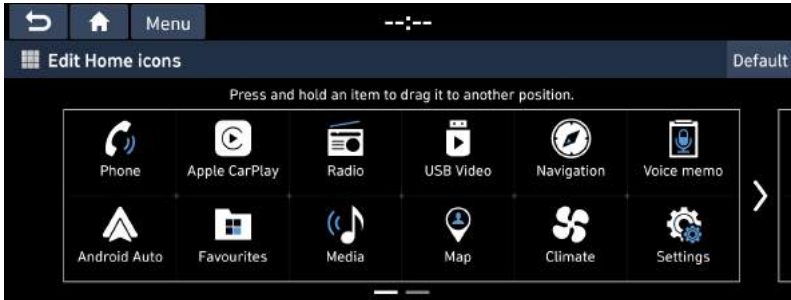 Menu
--:--
Edit Home icons
Default
Press and hold an item to drag it to another position.
Phone
Apple CarPlay
Radio
USB Video
Navigation
Voice memo
Android Auto
Favourites
Media
Map
Climate
Settings